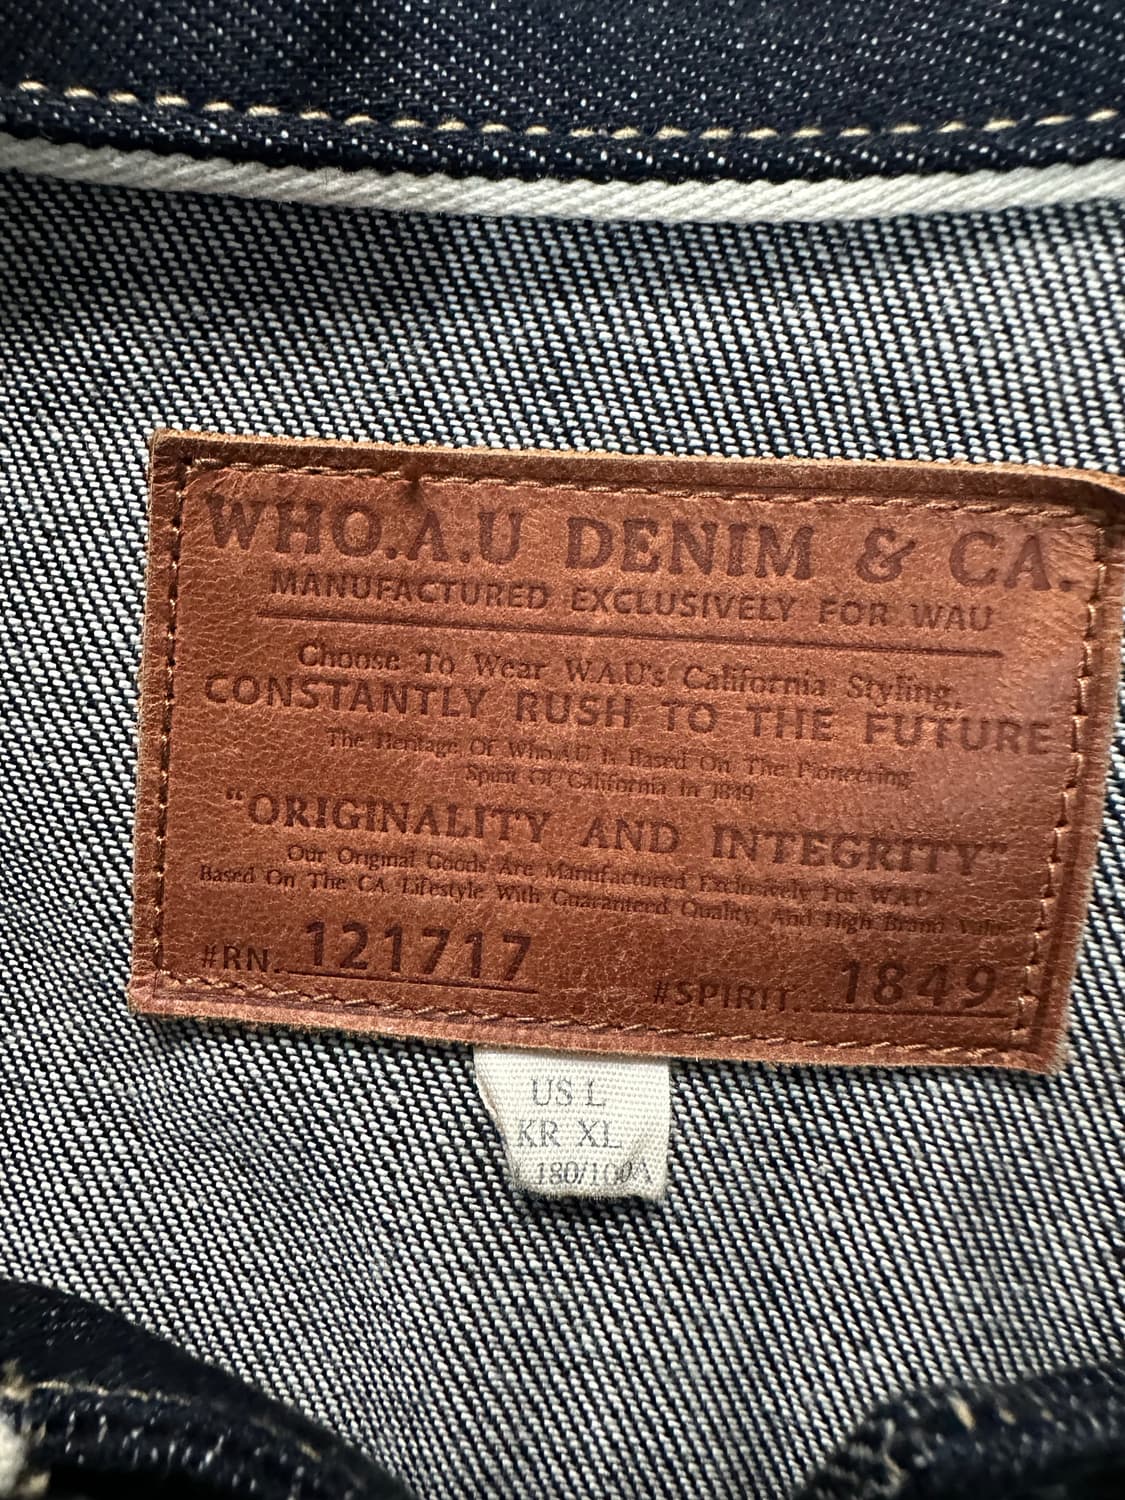 WHO.A.U DENIM & CA.
MANUFACTURED EXCLUSIVELY FOR WAU
Choose To Wear W.A.U's California Styling,
CONSTANTLY RUSH TO THE FUTURE
The Heritage Of Who.A.U Is Based On The Pioneering
Spirit Of California In 1849
"ORIGINALITY AND INTEGRITY"
Our Original Goods Are Manufactured Exclusively For WAU
Based On The CA. Lifestyle With Guaranteed Quality, And High Brand Value
#RN. 121717
#SPIRIT. 1849
US L
KR XL
180/100A